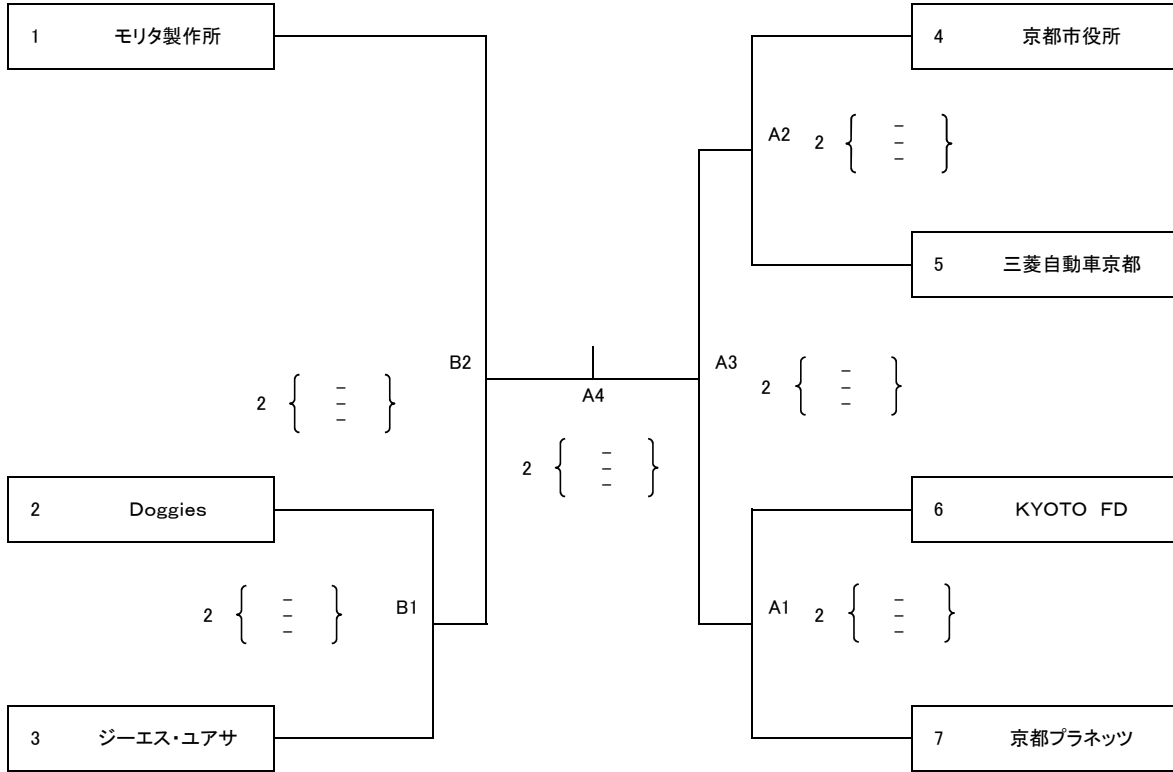 1 モリタ製作所
4 京都市役所
A2 2 { － － － }
5 三菱自動車京都
B2
A3
2 { － － － }
2 { － － － }
A4
2 { － － － }
2 Doggies
6 KYOTO FD
2 { － － － } B1
A1 2 { － － － }
3 ジーエス・ユアサ
7 京都プラネッツ